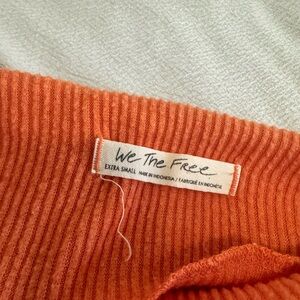 We The Free
EXTRA SMALL MADE IN INDONESIA / FABRIQUÉ EN INDONÉSIE